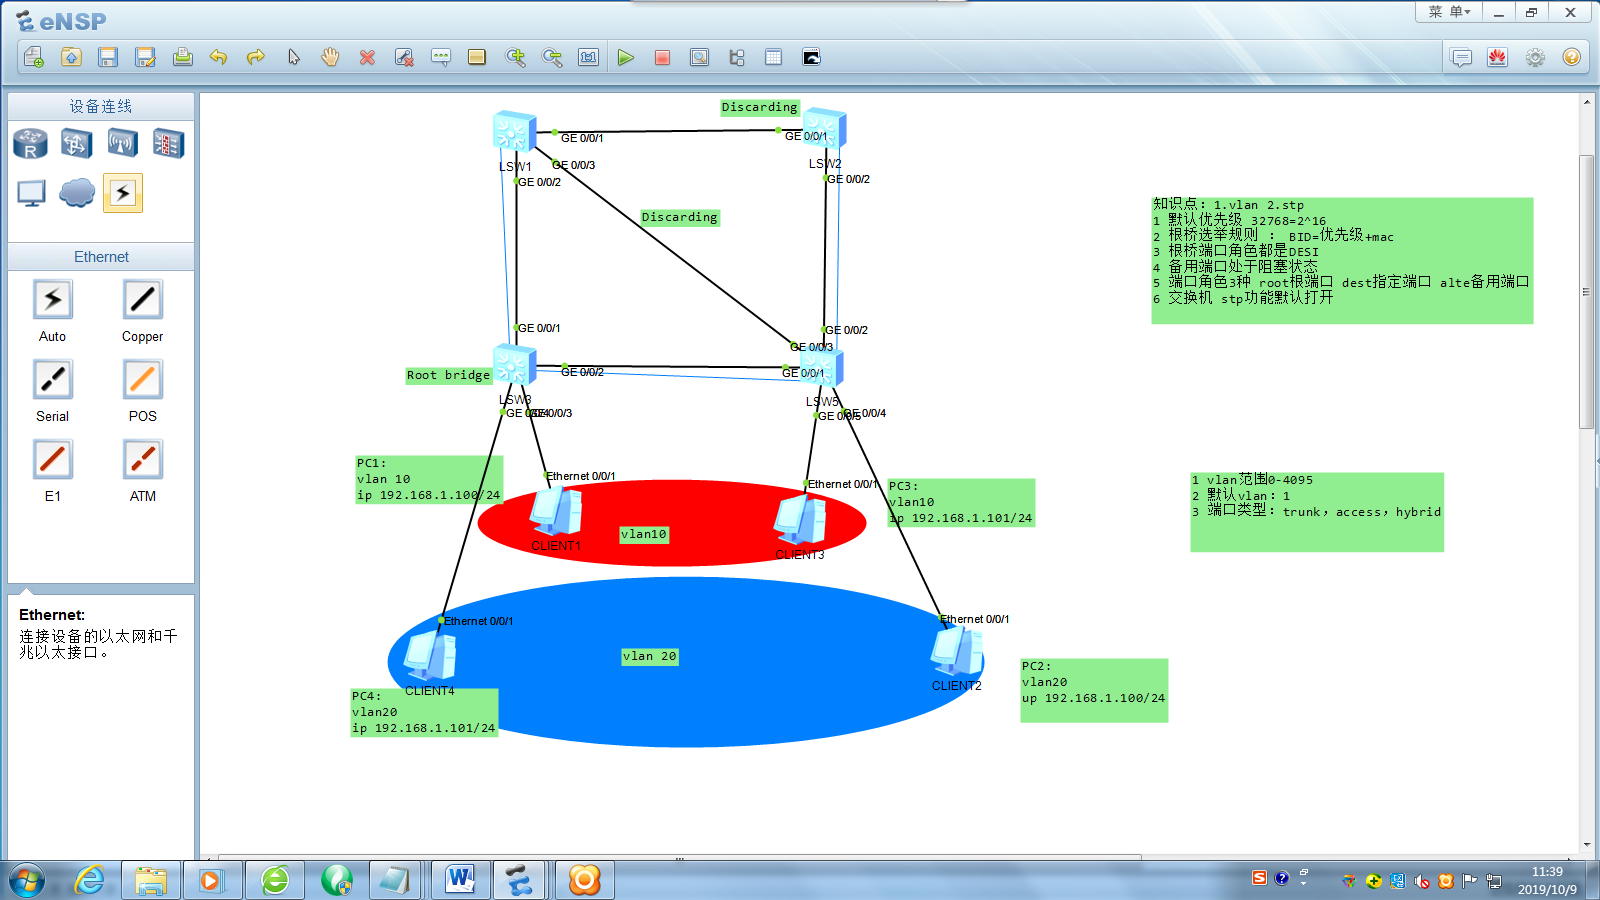 eNSP
菜 单
设备连线
R
Ethernet
Auto
Copper
Serial
POS
E1
ATM
Ethernet:
连接设备的以太网和千
兆以太接口。
Discarding
GE 0/0/1
GE 0/0/1
LSW1
GE 0/0/3
LSW2
GE 0/0/2
GE 0/0/2
Discarding
GE 0/0/1
GE 0/0/2
GE 0/0/3
Root bridge
GE 0/0/2
GE 0/0/1
LSW3
LSW5
GE 0/0/4
GE 0/0/3
GE 0/0/5
GE 0/0/4
PC1:
vlan 10
ip 192.168.1.100/24
Ethernet 0/0/1
Ethernet 0/0/1
PC3:
vlan10
ip 192.168.1.101/24
vlan10
CLIENT1
CLIENT3
Ethernet 0/0/1
Ethernet 0/0/1
vlan 20
CLIENT4
CLIENT2
PC4:
vlan20
ip 192.168.1.101/24
PC2:
vlan20
up 192.168.1.100/24
知识点: 1.vlan 2.stp
1 默认优先级 32768=2^16
2 根桥选举规则 : BID=优先级+mac
3 根桥端口角色都是DESI
4 备用端口处于阻塞状态
5 端口角色3种 root根端口 dest指定端口 alte备用端口
6 交换机 stp功能默认打开
1 vlan范围0-4095
2 默认vlan: 1
3 端口类型: trunk, access, hybrid
11:39
2019/10/9